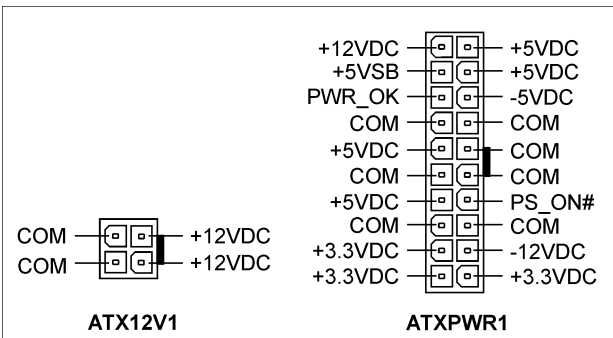 COM +12VDC
COM +12VDC
ATX12V1
+12VDC +5VDC
+5VSB +5VDC
PWR_OK -5VDC
COM COM
+5VDC COM
COM COM
+5VDC PS_ON#
COM COM
+3.3VDC -12VDC
+3.3VDC +3.3VDC
ATXPWR1